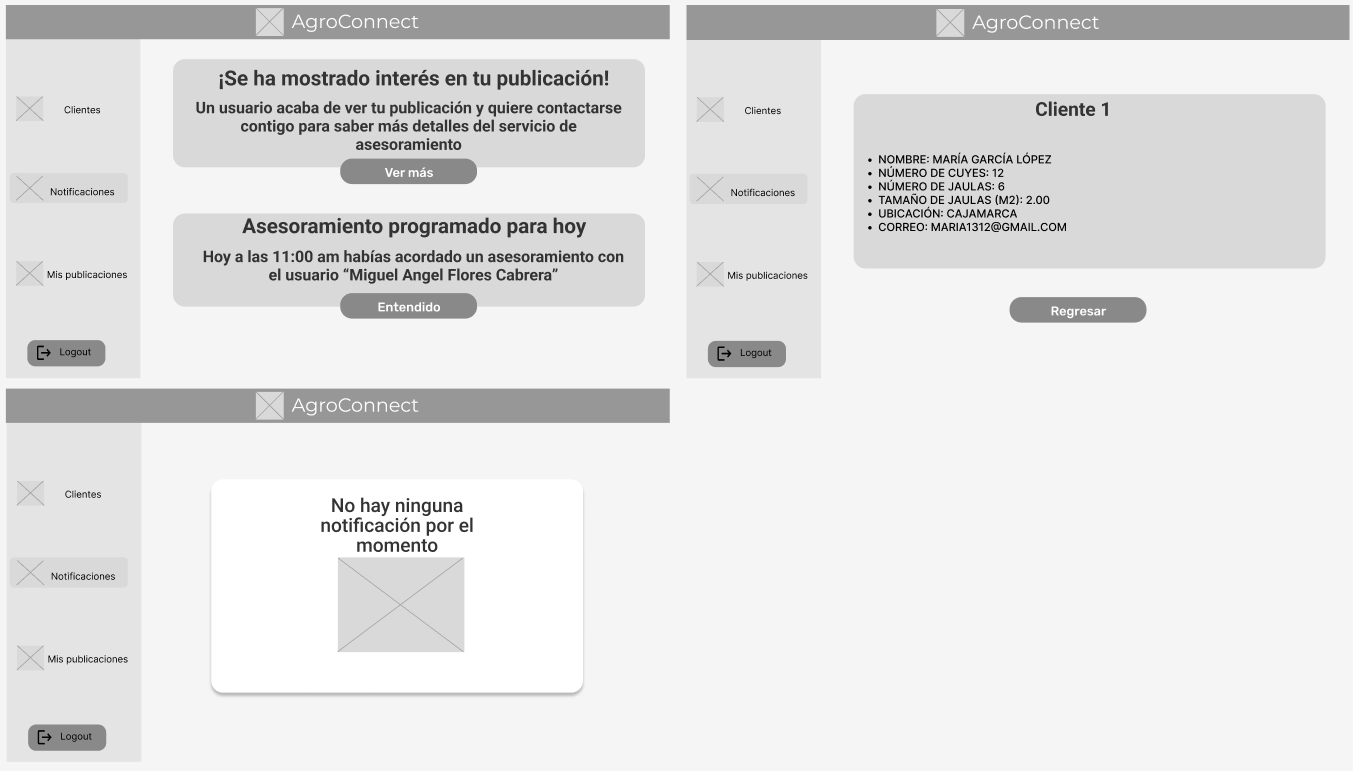 AgroConnect
Clientes
Notificaciones
Mis publicaciones
Logout
¡Se ha mostrado interés en tu publicación!
Un usuario acaba de ver tu publicación y quiere contactarse
contigo para saber más detalles del servicio de
asesoramiento
Ver más
Asesoramiento programado para hoy
Hoy a las 11:00 am habías acordado un asesoramiento con
el usuario “Miguel Angel Flores Cabrera”
Entendido
AgroConnect
Clientes
Notificaciones
Mis publicaciones
Logout
Cliente 1
• NOMBRE: MARÍA GARCÍA LÓPEZ
• NÚMERO DE CUYES: 12
• NÚMERO DE JAULAS: 6
• TAMAÑO DE JAULAS (M2): 2.00
• UBICACIÓN: CAJAMARCA
• CORREO: MARIA1312@GMAIL.COM
Regresar
AgroConnect
Clientes
Notificaciones
Mis publicaciones
Logout
No hay ninguna
notificación por el
momento